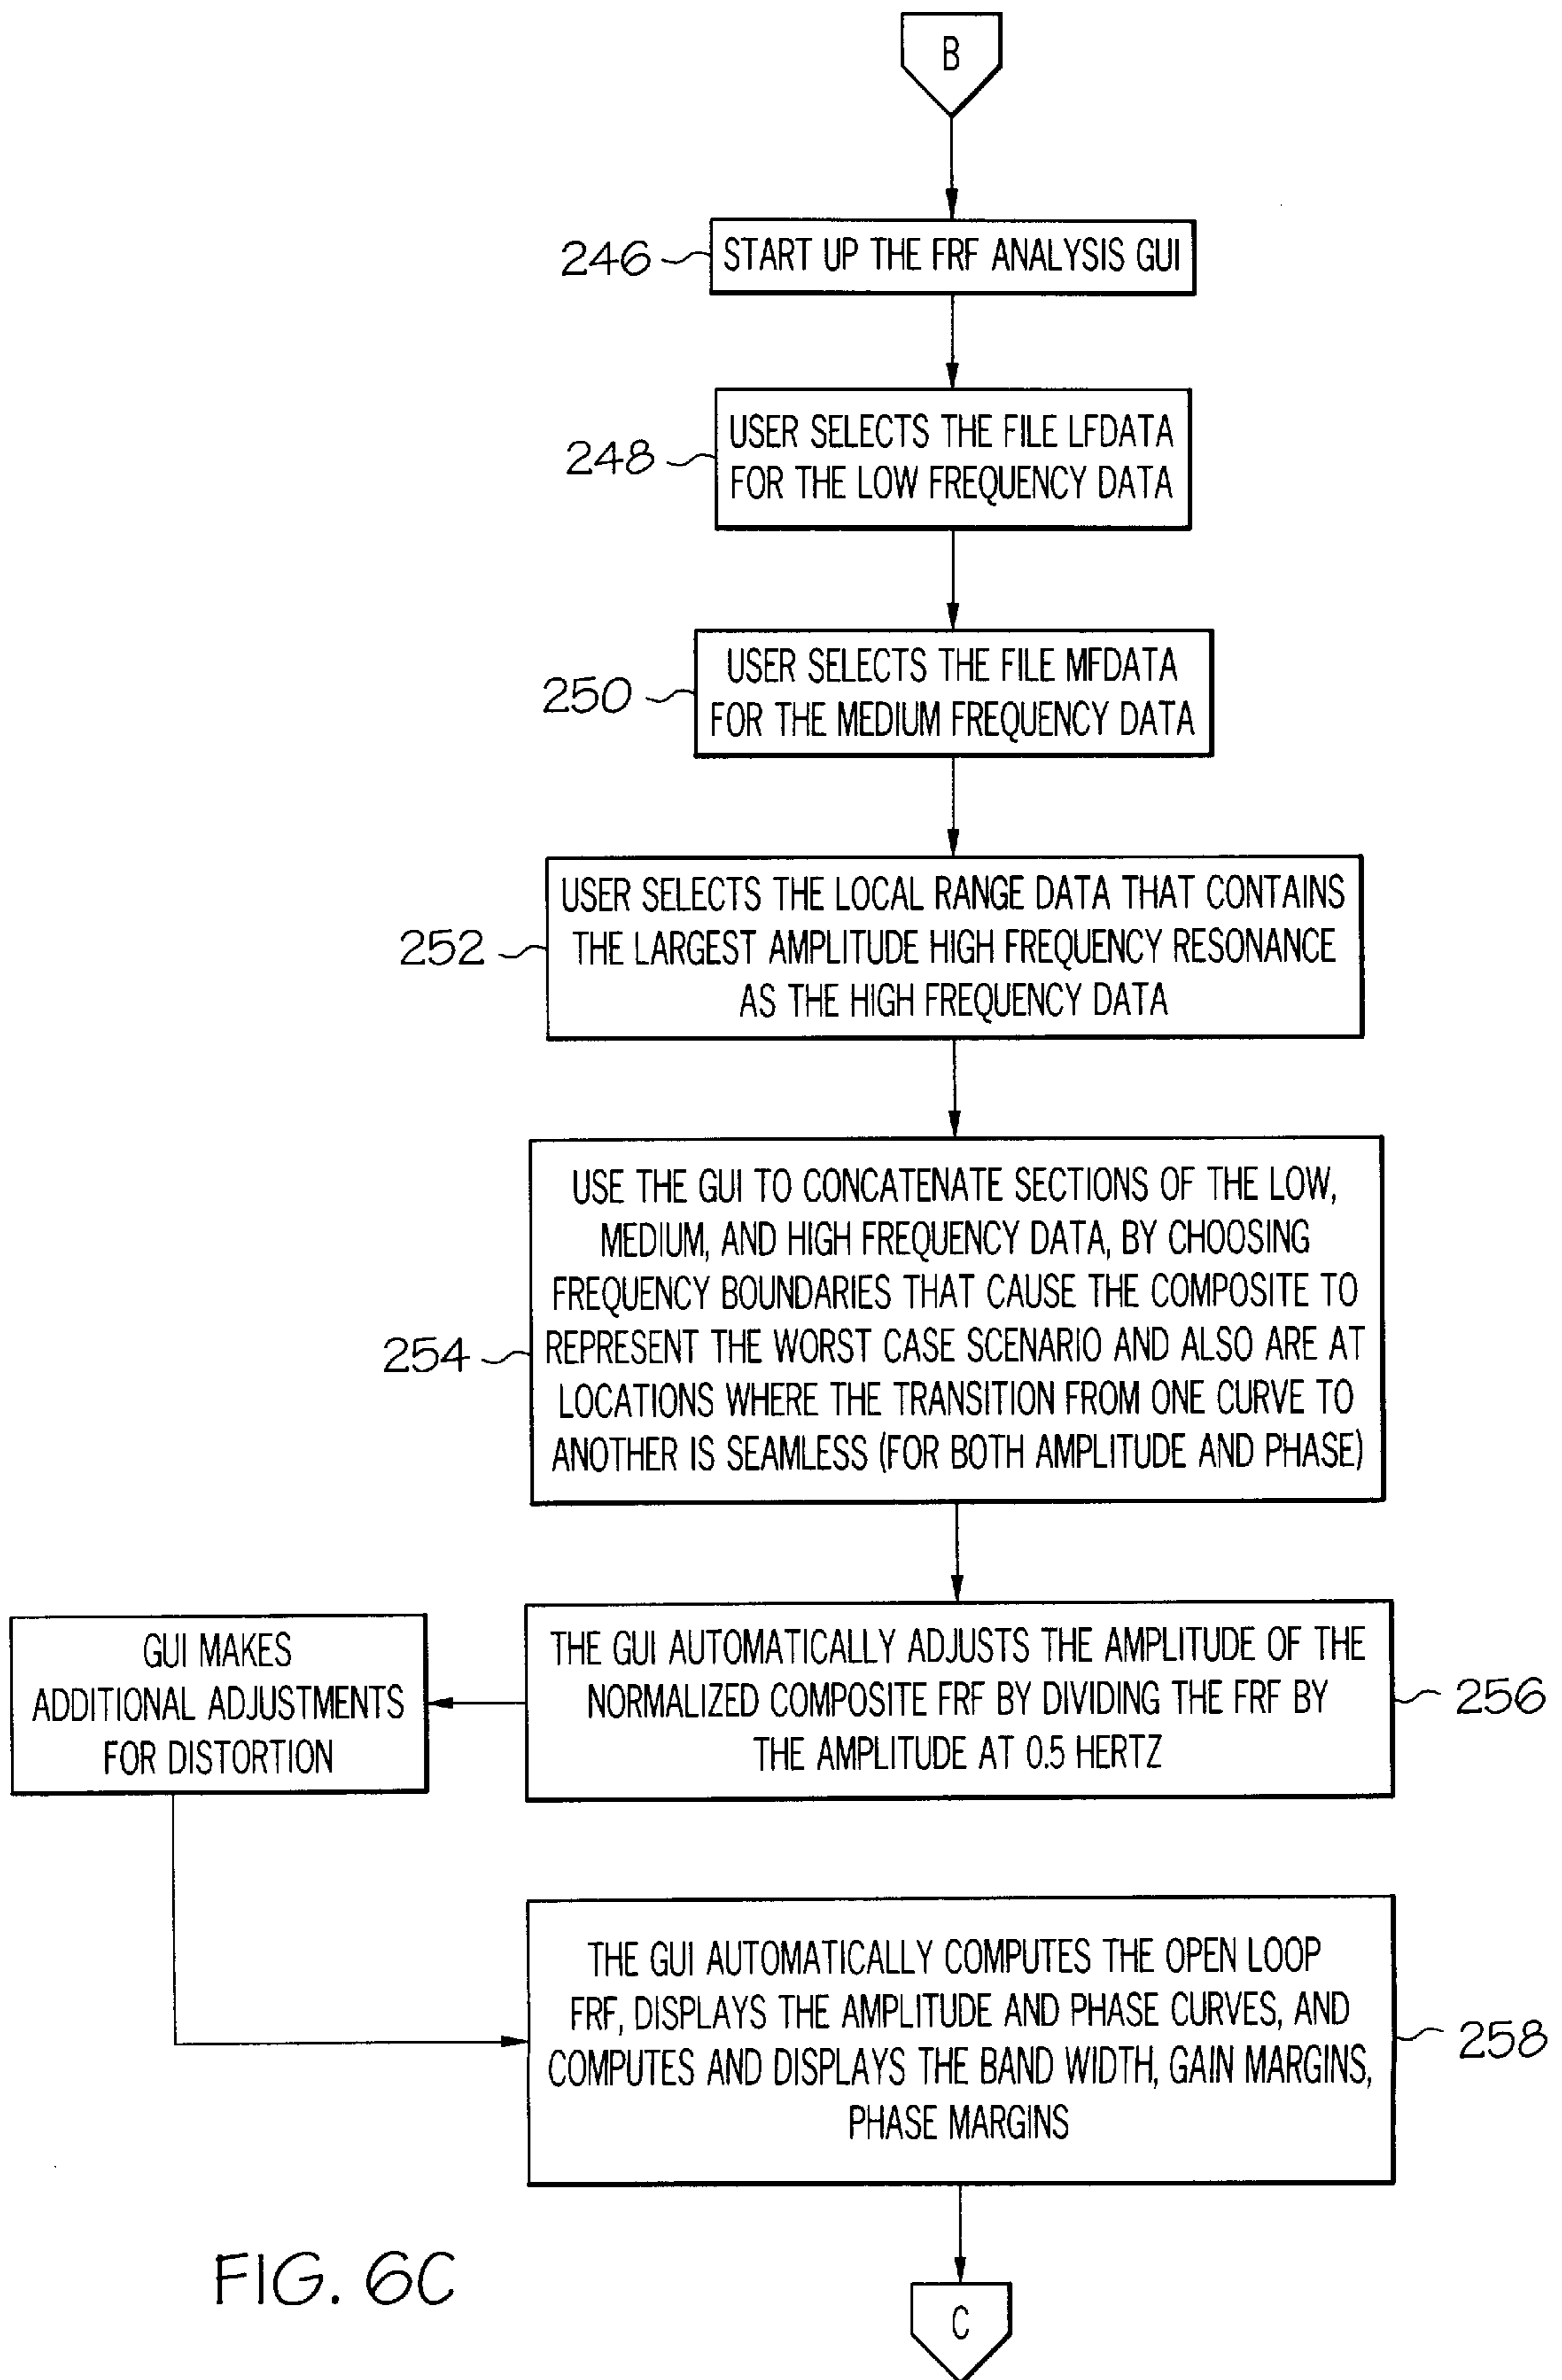 B
246
START UP THE FRF ANALYSIS GUI
248
USER SELECTS THE FILE LFDATA
FOR THE LOW FREQUENCY DATA
250
USER SELECTS THE FILE MFDATA
FOR THE MEDIUM FREQUENCY DATA
252
USER SELECTS THE LOCAL RANGE DATA THAT CONTAINS
THE LARGEST AMPLITUDE HIGH FREQUENCY RESONANCE
AS THE HIGH FREQUENCY DATA
254
USE THE GUI TO CONCATENATE SECTIONS OF THE LOW,
MEDIUM, AND HIGH FREQUENCY DATA, BY CHOOSING
FREQUENCY BOUNDARIES THAT CAUSE THE COMPOSITE TO
REPRESENT THE WORST CASE SCENARIO AND ALSO ARE AT
LOCATIONS WHERE THE TRANSITION FROM ONE CURVE TO
ANOTHER IS SEAMLESS (FOR BOTH AMPLITUDE AND PHASE)
THE GUI AUTOMATICALLY ADJUSTS THE AMPLITUDE OF THE
NORMALIZED COMPOSITE FRF BY DIVIDING THE FRF BY
THE AMPLITUDE AT 0.5 HERTZ
256
GUI MAKES
ADDITIONAL ADJUSTMENTS
FOR DISTORTION
THE GUI AUTOMATICALLY COMPUTES THE OPEN LOOP
FRF, DISPLAYS THE AMPLITUDE AND PHASE CURVES, AND
COMPUTES AND DISPLAYS THE BAND WIDTH, GAIN MARGINS,
PHASE MARGINS
258
FIG. 6C
C